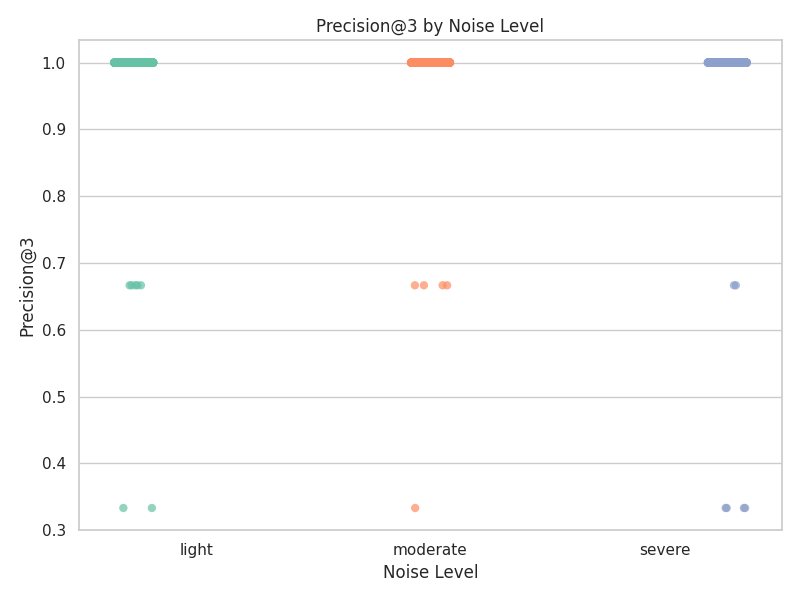 Precision@3 by Noise Level
Precision@3
1.0
0.9
0.8
0.7
0.6
0.5
0.4
0.3
light
moderate
severe
Noise Level